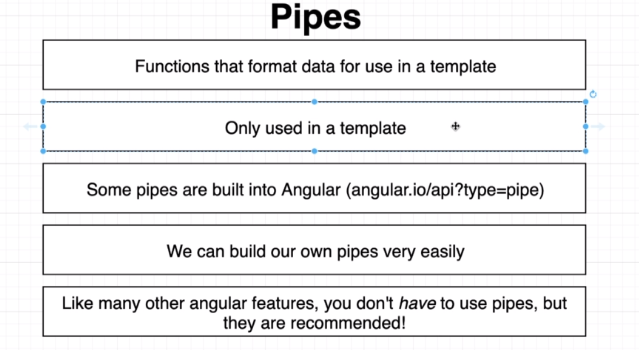 Pipes
Functions that format data for use in a template
Only used in a template
Some pipes are built into Angular (angular.io/api?type=pipe)
We can build our own pipes very easily
Like many other angular features, you don't have to use pipes, but
they are recommended!